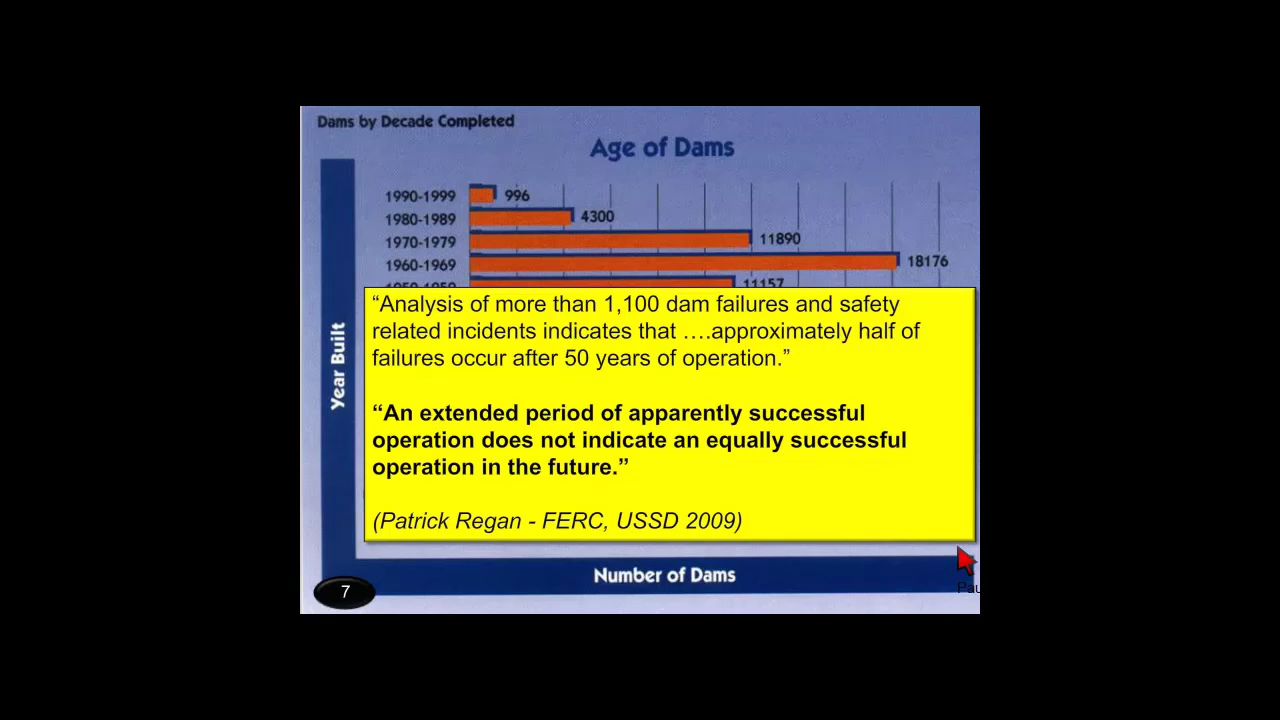 Dams by Decade Completed
Age of Dams
1990-1999 996
1980-1989 4300
1970-1979 11890
1960-1969 18176
11157
“Analysis of more than 1,100 dam failures and safety
related incidents indicates that ….approximately half of
failures occur after 50 years of operation.”
“An extended period of apparently successful
operation does not indicate an equally successful
operation in the future.”
(Patrick Regan - FERC, USSD 2009)
Year Built
Number of Dams
7